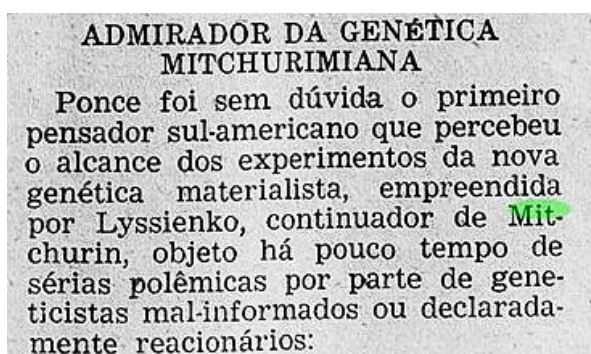 ADMIRADOR DA GENÉTICA
MITCHURIMIANA
Ponce foi sem dúvida o primeiro
pensador sul-americano que percebeu
o alcance dos experimentos da nova
genética materialista, empreendida
por Lyssienko, continuador de Mit-
churin, objeto há pouco tempo de
sérias polêmicas por parte de gene-
ticistas mal-informados ou declarada-
mente reacionários: